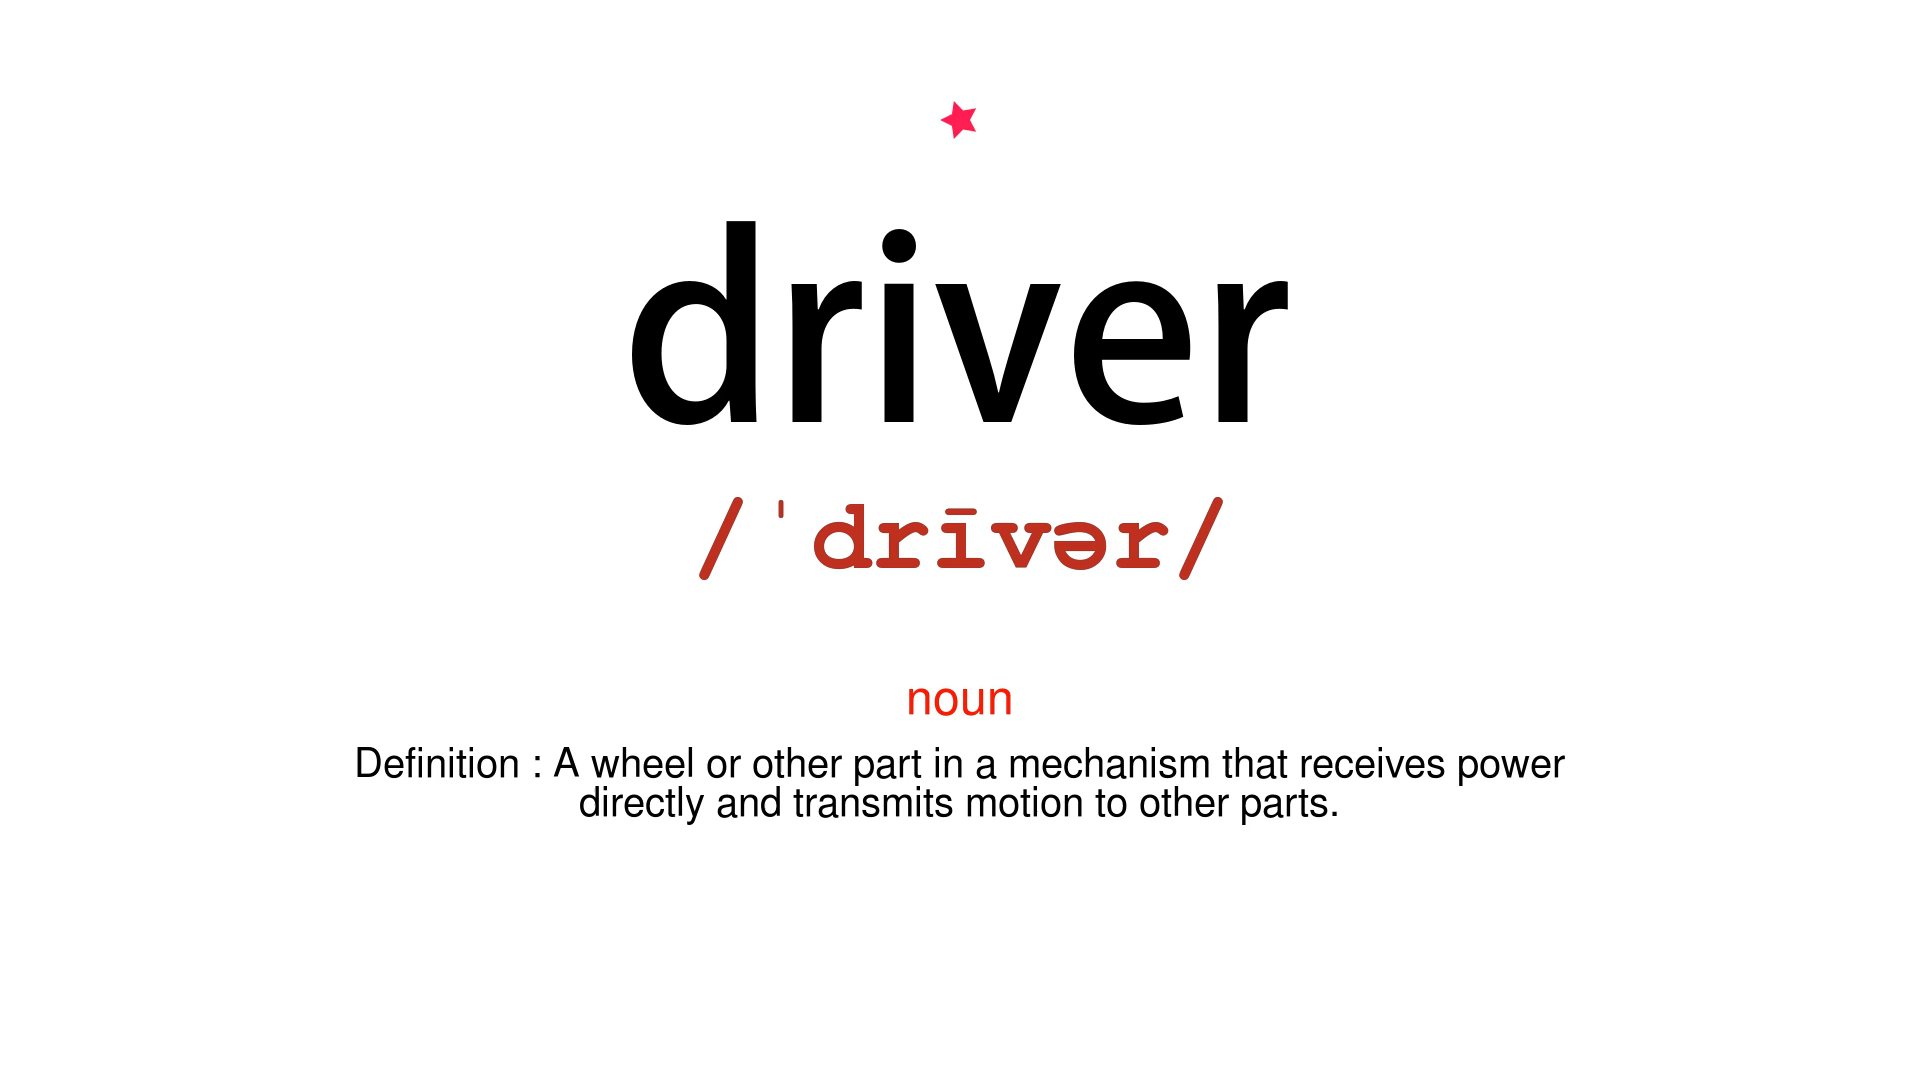 driver
/ˈdrīvər/
noun
Definition : A wheel or other part in a mechanism that receives power
directly and transmits motion to other parts.